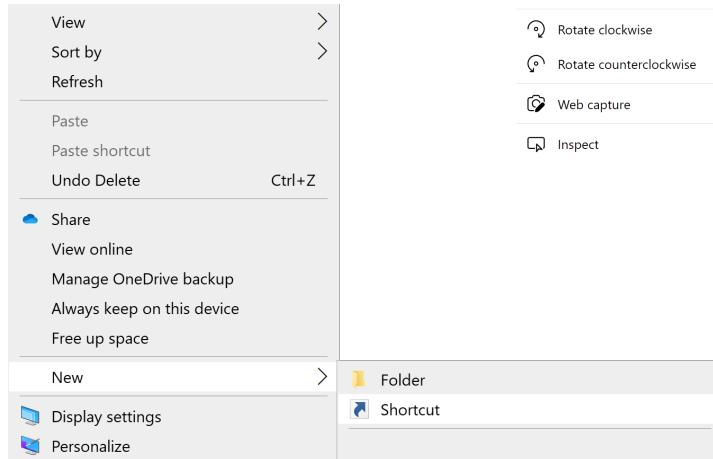 View
Sort by
Refresh
Paste
Paste shortcut
Undo Delete Ctrl+Z
Share
View online
Manage OneDrive backup
Always keep on this device
Free up space
New
Display settings
Personalize
Folder
Shortcut
Rotate clockwise
Rotate counterclockwise
Web capture
Inspect